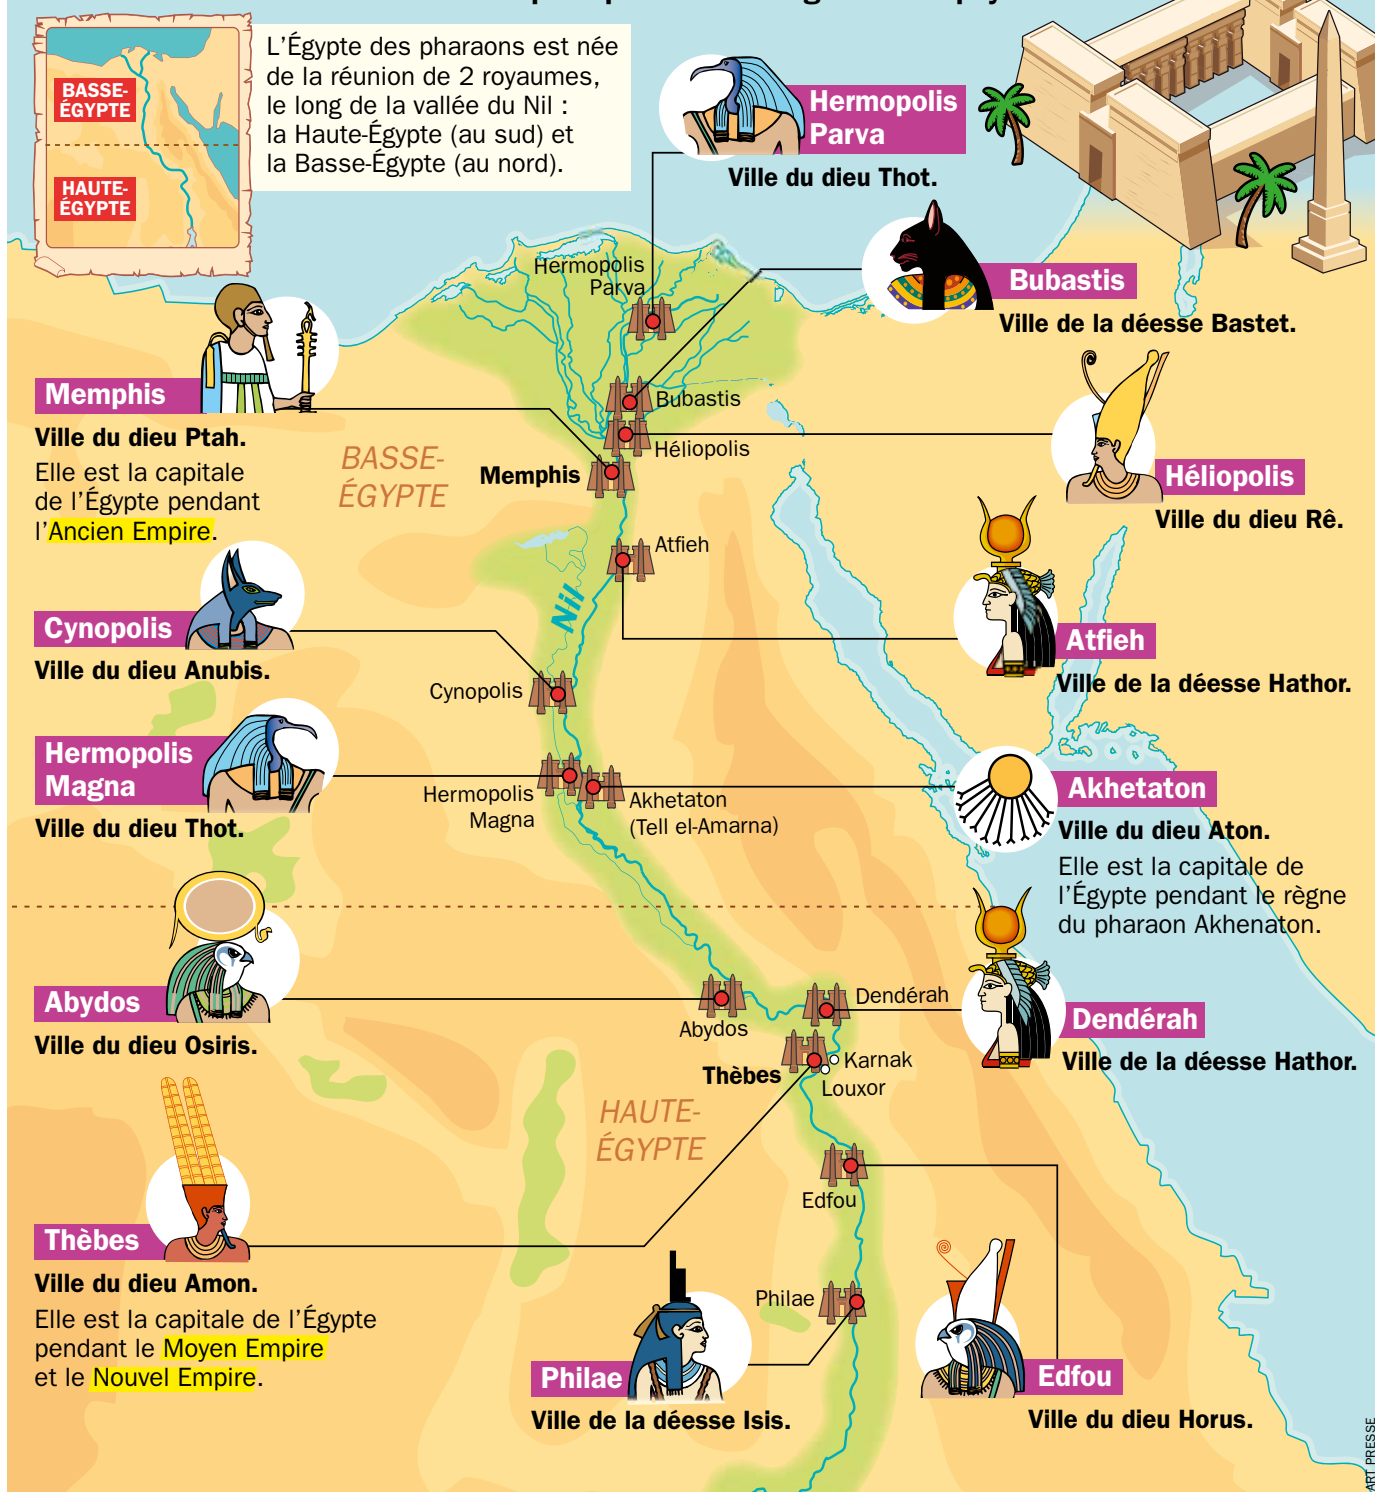 BASSE-
ÉGYPTE
HAUTE-
ÉGYPTE
L'Égypte des pharaons est née
de la réunion de 2 royaumes,
le long de la vallée du Nil :
la Haute-Égypte (au sud) et
la Basse-Égypte (au nord).
Hermopolis
Parva
Ville du dieu Thot.
Bubastis
Ville de la déesse Bastet.
Hermopolis
Parva
Memphis
Ville du dieu Ptah.
Elle est la capitale
de l'Égypte pendant
l'Ancien Empire.
BASSE-
ÉGYPTE
Bubastis
Héliopolis
Memphis
Héliopolis
Ville du dieu Rê.
Atfieh
Nil
Cynopolis
Ville du dieu Anubis.
Atfieh
Ville de la déesse Hathor.
Cynopolis
Hermopolis
Magna
Ville du dieu Thot.
Hermopolis
Magna
Akhetaton
(Tell el-Amarna)
Akhetaton
Ville du dieu Aton.
Elle est la capitale de
l'Égypte pendant le règne
du pharaon Akhenaton.
Abydos
Ville du dieu Osiris.
Abydos
Dendérah
Dendérah
Ville de la déesse Hathor.
Thèbes
Karnak
Louxor
HAUTE-
ÉGYPTE
Edfou
Thèbes
Ville du dieu Amon.
Elle est la capitale de l'Égypte
pendant le Moyen Empire
et le Nouvel Empire.
Philae
Philae
Ville de la déesse Isis.
Edfou
Ville du dieu Horus.
ART PRESSE